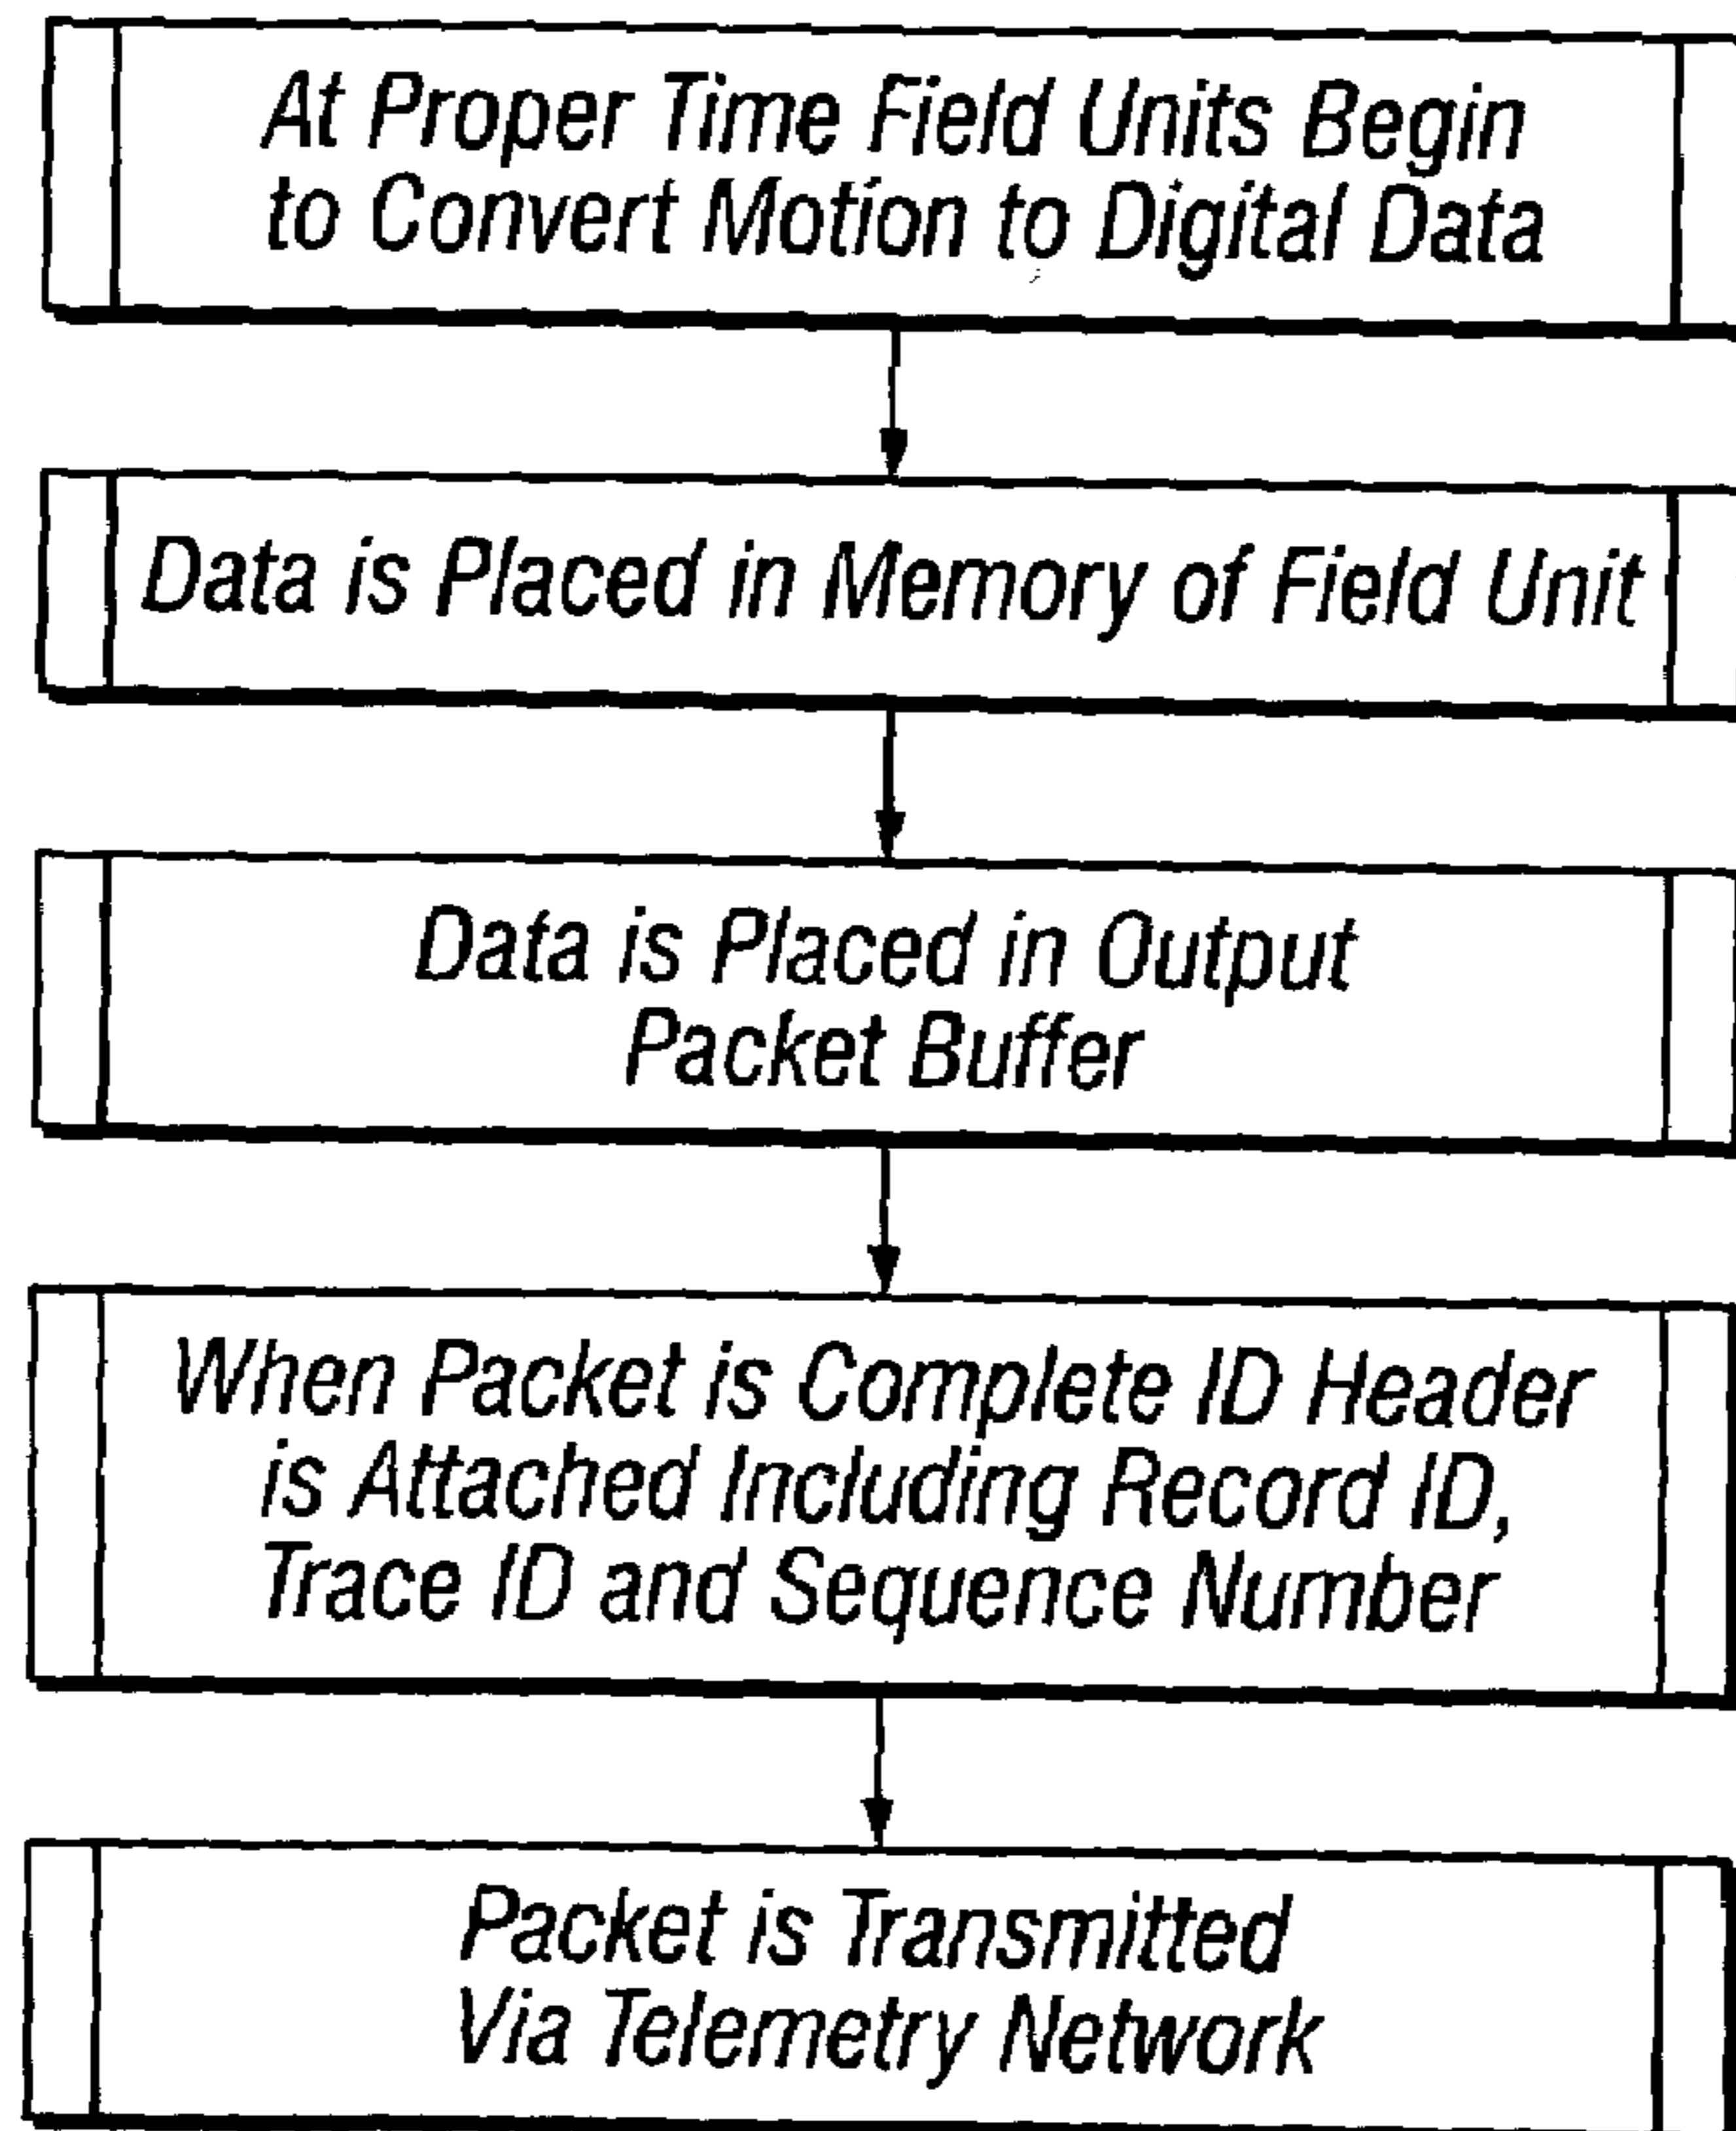 At Proper Time Field Units Begin
to Convert Motion to Digital Data
Data is Placed in Memory of Field Unit
Data is Placed in Output
Packet Buffer
When Packet is Complete ID Header
is Attached Including Record ID,
Trace ID and Sequence Number
Packet is Transmitted
Via Telemetry Network